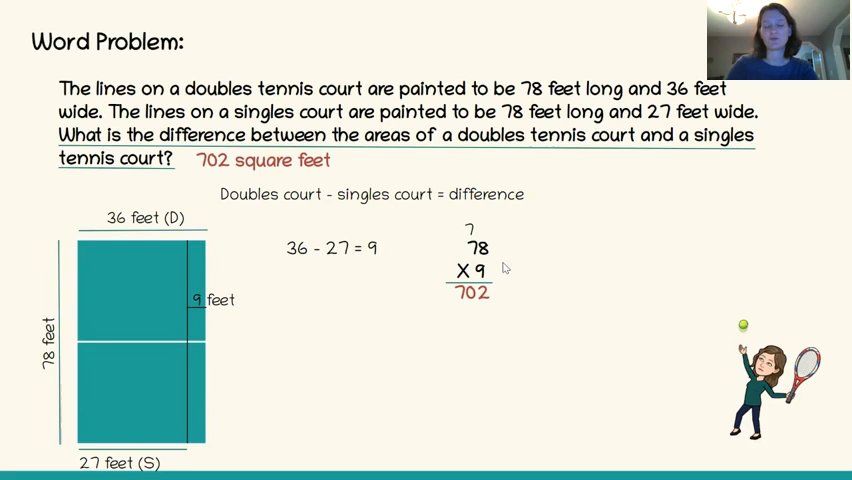 Word Problem:
The lines on a doubles tennis court are painted to be 78 feet long and 36 feet
wide. The lines on a singles court are painted to be 78 feet long and 27 feet wide.
What is the difference between the areas of a doubles tennis court and a singles
tennis court? 702 square feet
Doubles court - singles court = difference
36 feet (D)
7
36 - 27 = 9
78
X 9
702
9 feet
78 feet
27 feet (S)